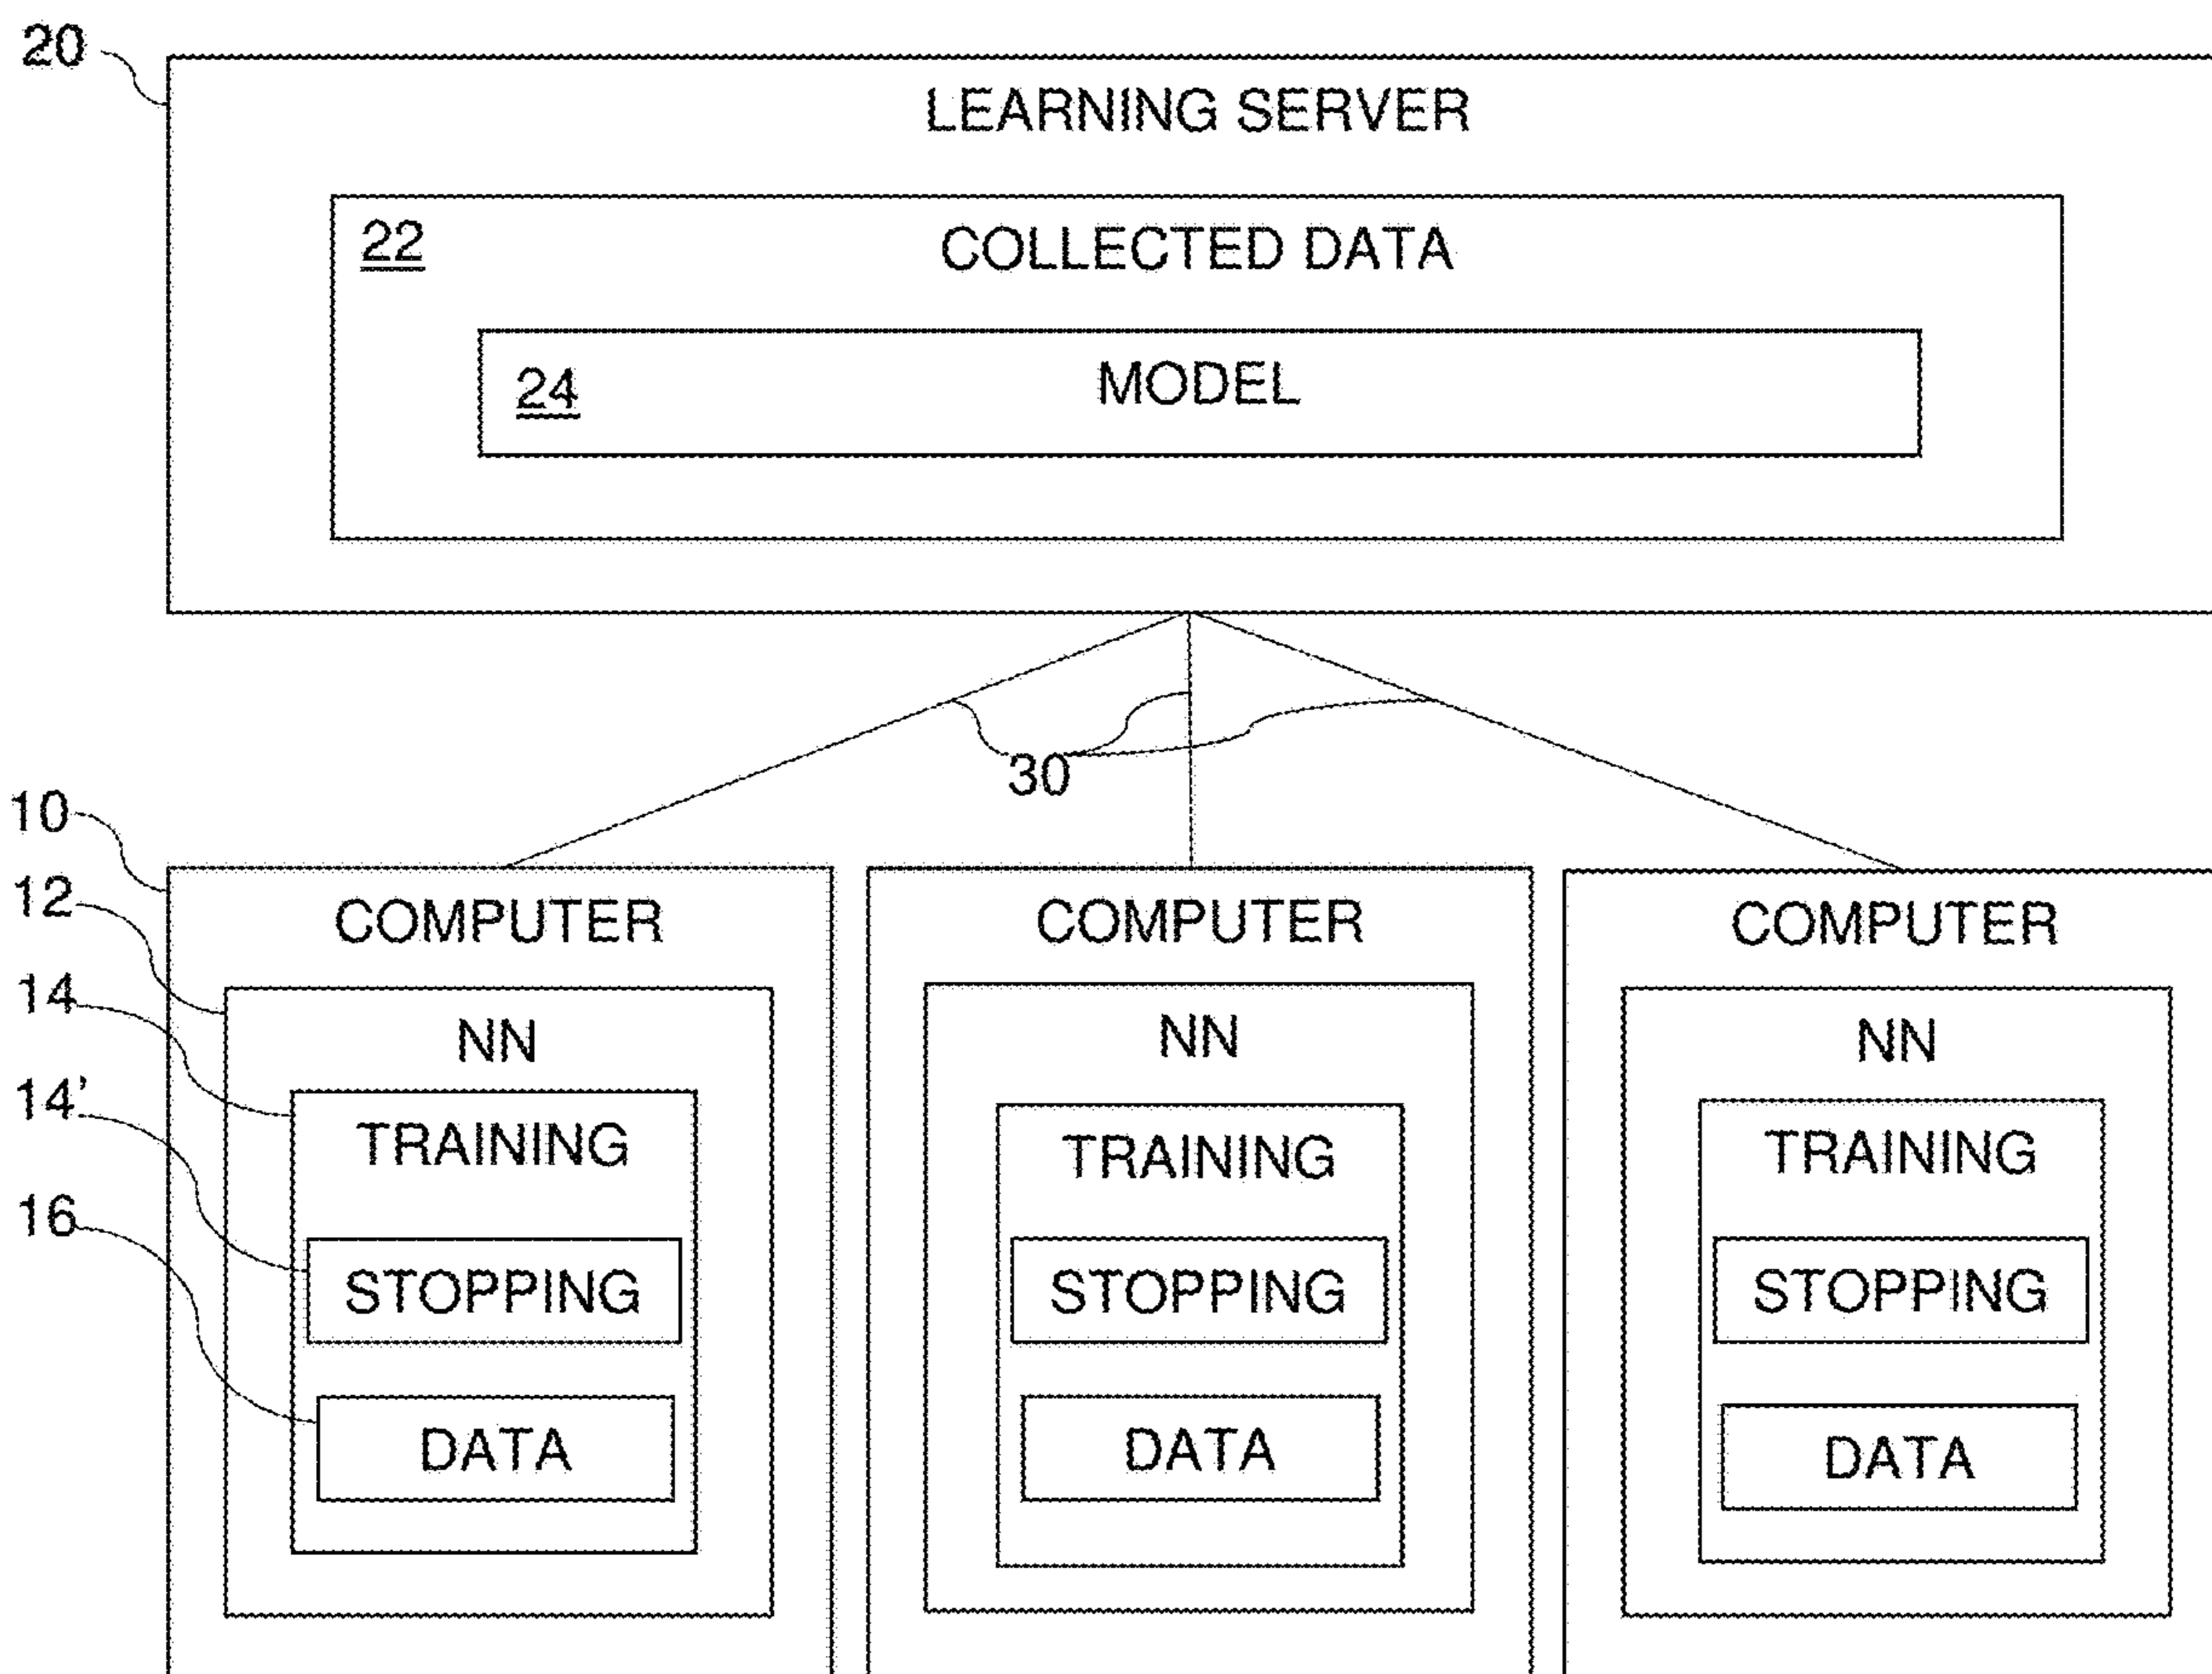 20
LEARNING SERVER
22
COLLECTED DATA
24
MODEL
30
10
COMPUTER
COMPUTER
COMPUTER
12
NN
NN
NN
14
TRAINING
TRAINING
TRAINING
14'
STOPPING
STOPPING
STOPPING
16
DATA
DATA
DATA